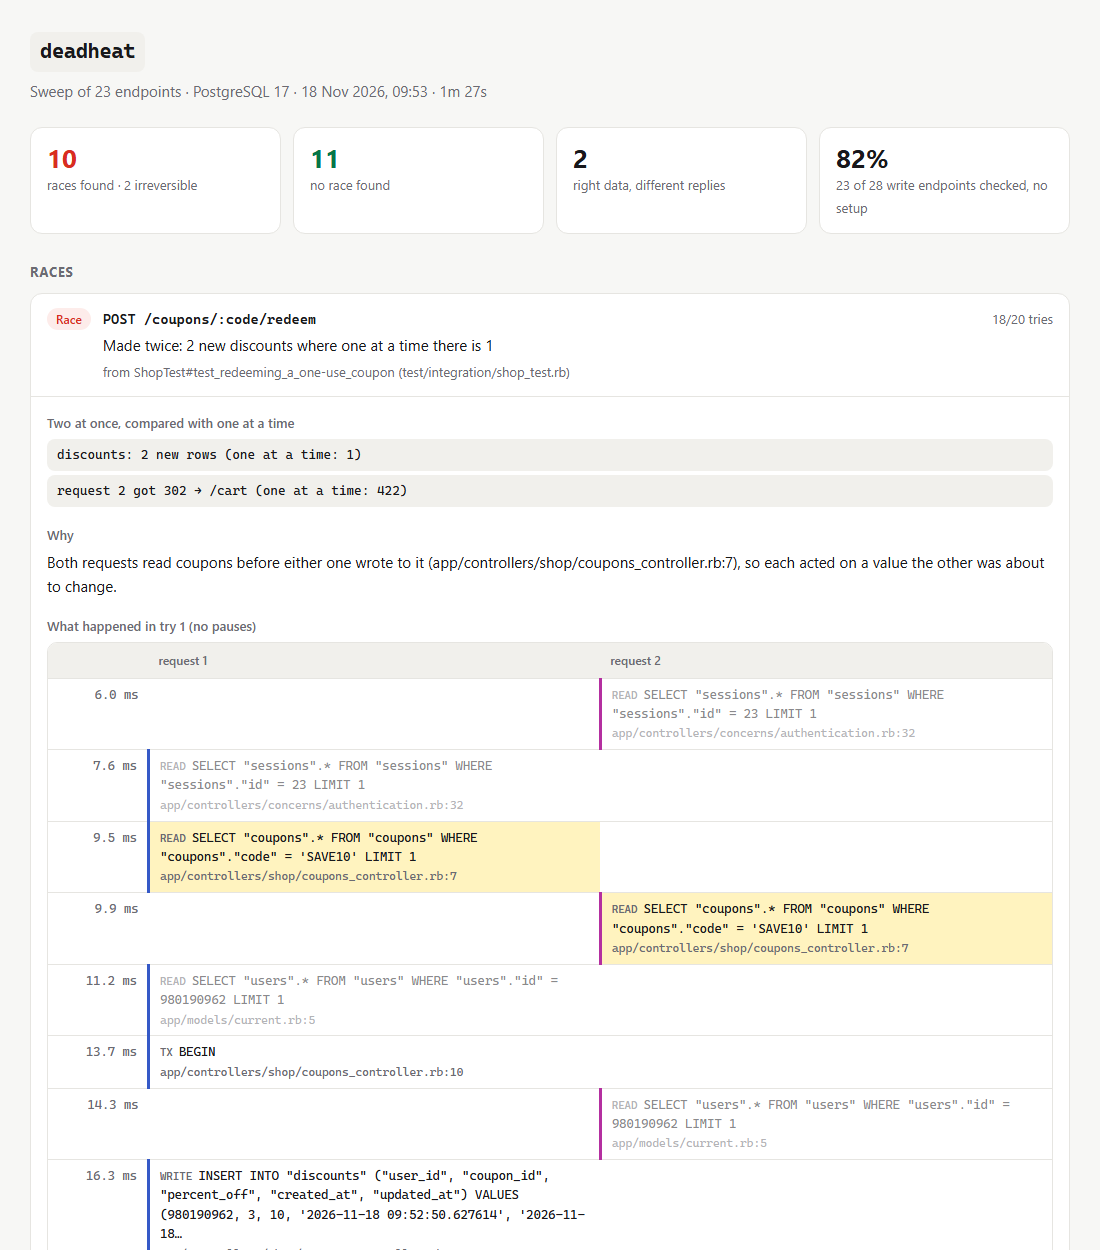 deadheat
Sweep of 23 endpoints · PostgreSQL 17 · 18 Nov 2026, 09:53 · 1m 27s
10
races found · 2 irreversible
11
no race found
2
right data, different replies
82%
23 of 28 write endpoints checked, no
setup
RACES
Race POST /coupons/:code/redeem 18/20 tries
Made twice: 2 new discounts where one at a time there is 1
from ShopTest#test_redeeming_a_one-use_coupon (test/integration/shop_test.rb)
Two at once, compared with one at a time
discounts: 2 new rows (one at a time: 1)
request 2 got 302 → /cart (one at a time: 422)
Why
Both requests read coupons before either one wrote to it (app/controllers/shop/coupons_controller.rb:7), so each acted on a value the other was about
to change.
What happened in try 1 (no pauses)
request 1 request 2
6.0 ms READ SELECT "sessions".* FROM "sessions" WHERE
"sessions"."id" = 23 LIMIT 1
app/controllers/concerns/authentication.rb:32
7.6 ms READ SELECT "sessions".* FROM "sessions" WHERE
"sessions"."id" = 23 LIMIT 1
app/controllers/concerns/authentication.rb:32
9.5 ms READ SELECT "coupons".* FROM "coupons" WHERE
"coupons"."code" = 'SAVE10' LIMIT 1
app/controllers/shop/coupons_controller.rb:7
9.9 ms READ SELECT "coupons".* FROM "coupons" WHERE
"coupons"."code" = 'SAVE10' LIMIT 1
app/controllers/shop/coupons_controller.rb:7
11.2 ms READ SELECT "users".* FROM "users" WHERE "users"."id" =
980190962 LIMIT 1
app/models/current.rb:5
13.7 ms TX BEGIN
app/controllers/shop/coupons_controller.rb:10
14.3 ms READ SELECT "users".* FROM "users" WHERE "users"."id" =
980190962 LIMIT 1
app/models/current.rb:5
16.3 ms WRITE INSERT INTO "discounts" ("user_id", "coupon_id",
"percent_off", "created_at", "updated_at") VALUES
(980190962, 3, 10, '2026-11-18 09:52:50.627614', '2026-11-
18…